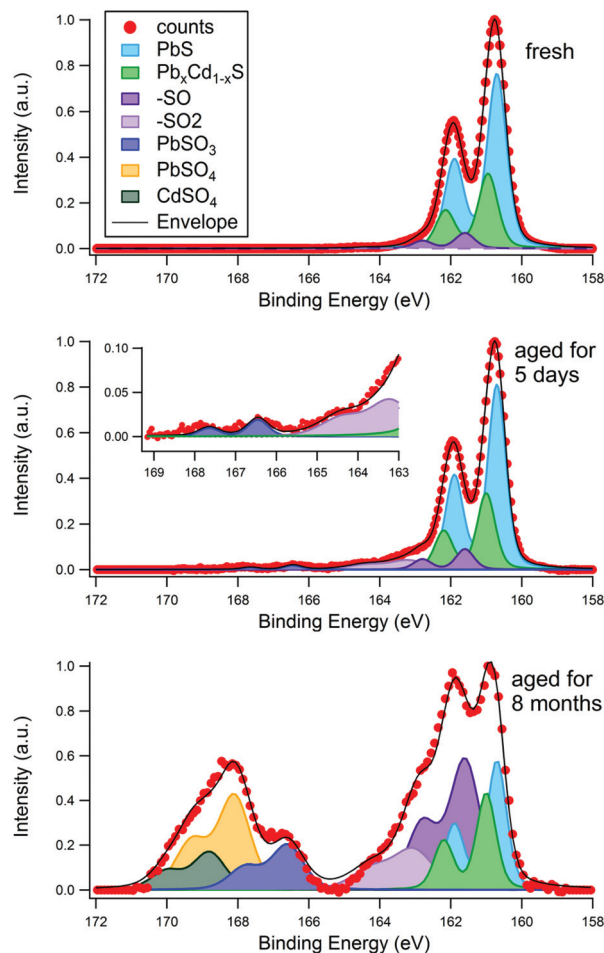 counts
PbS
PbₓCd₁₋ₓS
-SO
-SO2
PbSO₃
PbSO₄
CdSO₄
Envelope
fresh
Intensity (a.u.)
1.0
0.8
0.6
0.4
0.2
0.0
172 170 168 166 164 162 160 158
Binding Energy (eV)
aged for
5 days
0.10
0.05
0.00
169 168 167 166 165 164 163
Intensity (a.u.)
1.0
0.8
0.6
0.4
0.2
0.0
172 170 168 166 164 162 160 158
Binding Energy (eV)
aged for
8 months
Intensity (a.u.)
1.0
0.8
0.6
0.4
0.2
0.0
172 170 168 166 164 162 160 158
Binding Energy (eV)